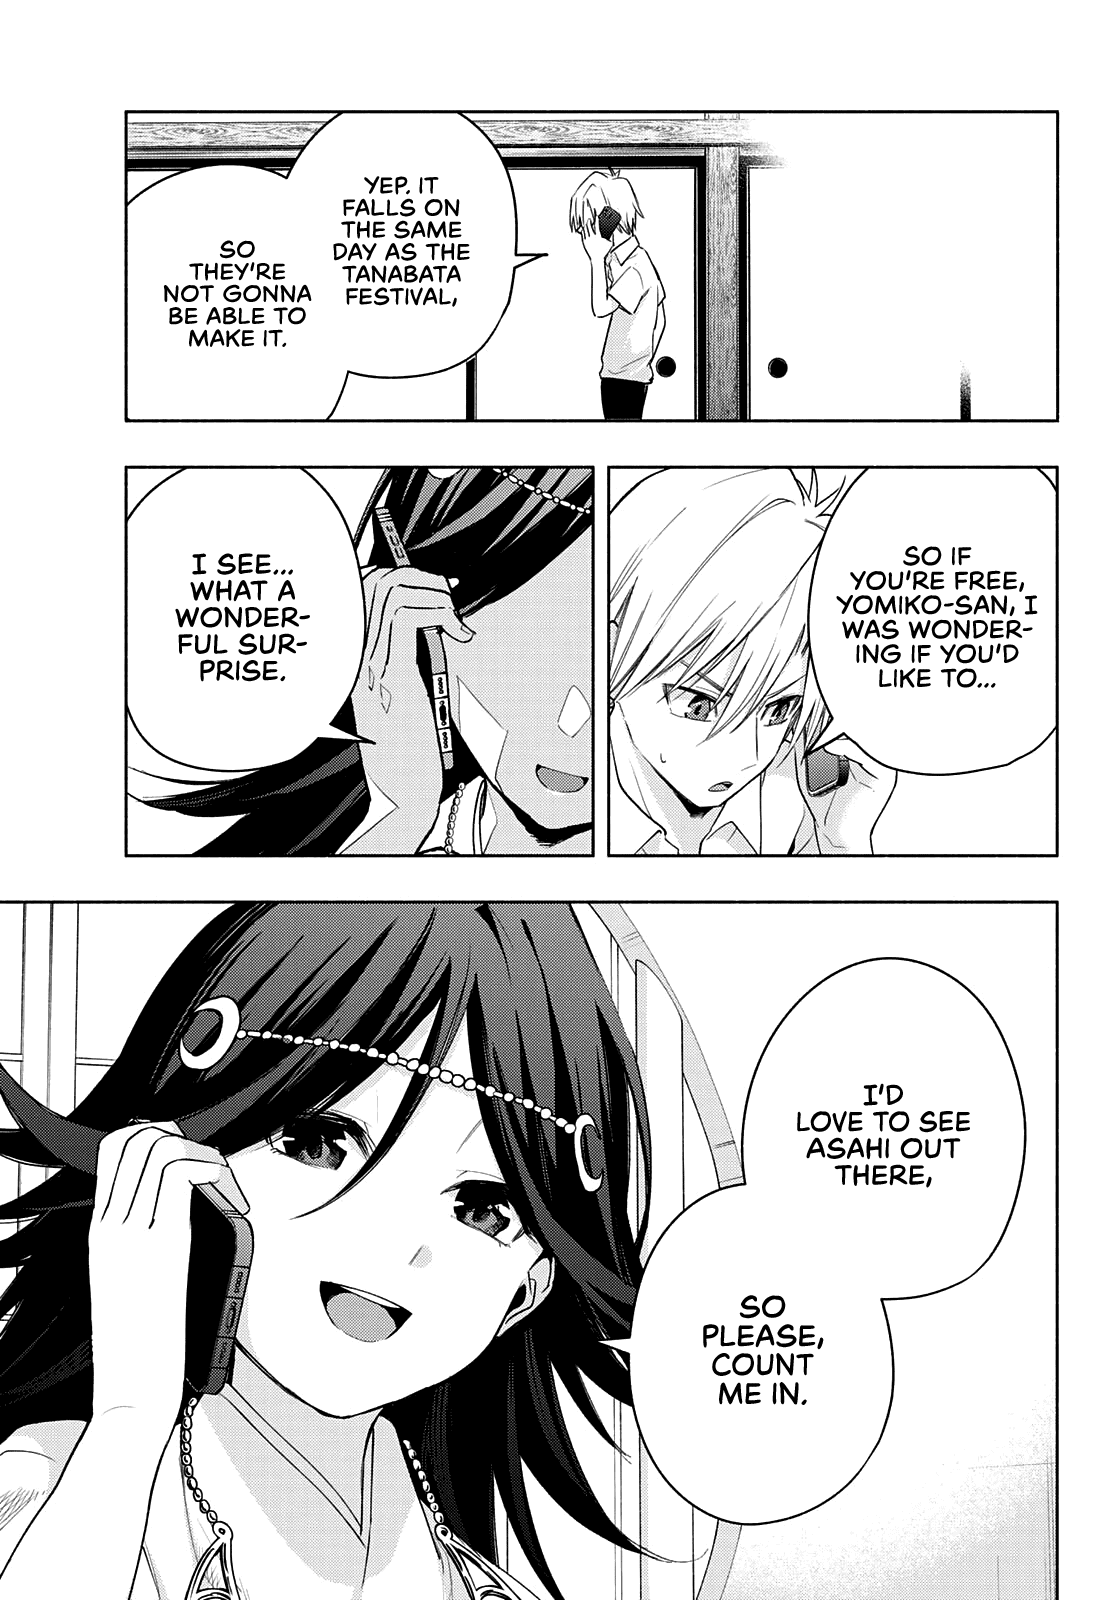 YEP. IT
FALLS ON
THE SAME
DAY AS THE
TANABATA
FESTIVAL,
SO
THEY'RE
NOT GONNA
BE ABLE TO
MAKE IT.
SO IF
YOU'RE FREE,
YOMIKO-SAN, I
WAS WONDER-
ING IF YOU'D
LIKE TO...
I SEE...
WHAT A
WONDER-
FUL SUR-
PRISE.
I'D
LOVE TO SEE
ASAHI OUT
THERE,
SO
PLEASE,
COUNT
ME IN.